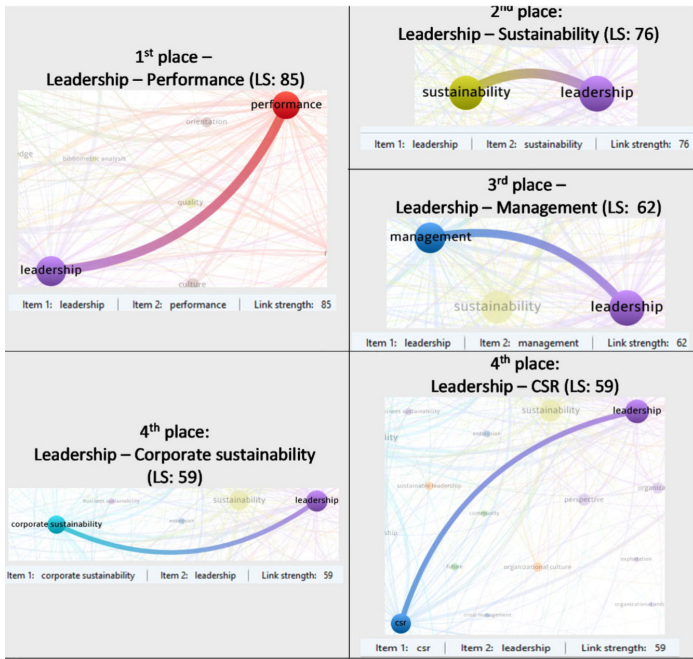 1st place –
Leadership – Performance (LS: 85)
performance
orientation
bibliometric analysis
quality
leadership
culture
Item 1: leadership | Item 2: performance | Link strength: 85
2nd place:
Leadership – Sustainability (LS: 76)
sustainability
leadership
Item 1: leadership | Item 2: sustainability | Link strength: 76
3rd place –
Leadership – Management (LS: 62)
management
sustainability
leadership
Item 1: leadership | Item 2: management | Link strength: 62
4th place:
Leadership – Corporate sustainability
(LS: 59)
sustainability
leadership
corporate sustainability
Item 1: corporate sustainability | Item 2: leadership | Link strength: 59
4th place:
Leadership – CSR (LS: 59)
sustainability
leadership
sustainable leadership
perspective
community
future
organizational culture
csr
Item 1: csr | Item 2: leadership | Link strength: 59